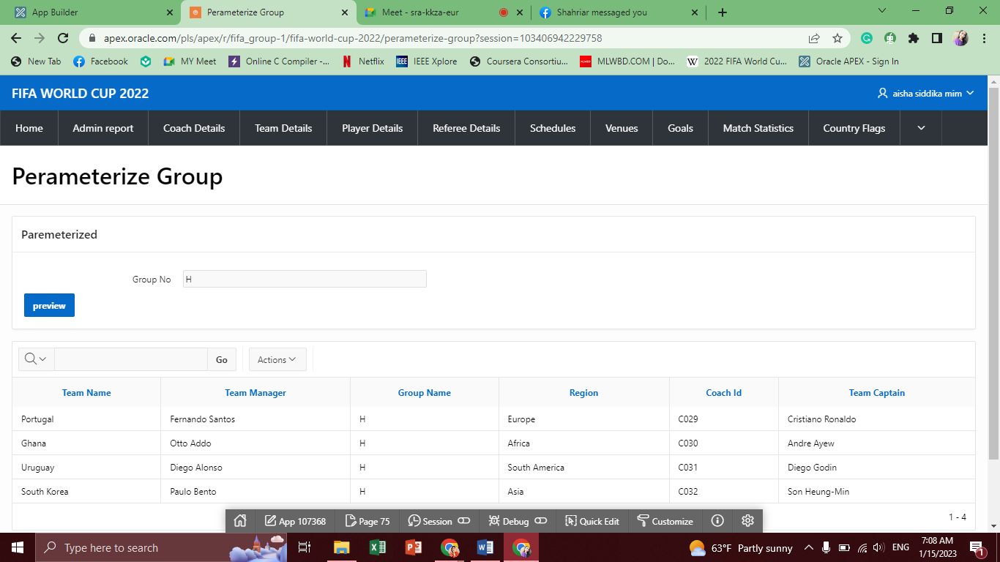 App Builder
Perameterize Group
Meet - sra-kkza-eur
Shahriar messaged you
apex.oracle.com/pls/apex/r/fifa_group-1/fifa-world-cup-2022/perameterize-group?session=103406942229758
New Tab Facebook MY Meet Online C Compiler -... Netflix IEEE IEEE Xplore Coursera Consortiu... MLWBD.COM | Do... W 2022 FIFA World Cu... Oracle APEX - Sign In
FIFA WORLD CUP 2022 aisha siddika mim
Home Admin report Coach Details Team Details Player Details Referee Details Schedules Venues Goals Match Statistics Country Flags
Perameterize Group
Paremeterized
Group No H
preview
Go Actions
Team Name Team Manager Group Name Region Coach Id Team Captain
Portugal Fernando Santos H Europe C029 Cristiano Ronaldo
Ghana Otto Addo H Africa C030 Andre Ayew
Uruguay Diego Alonso H South America C031 Diego Godin
South Korea Paulo Bento H Asia C032 Son Heung-Min
1 - 4
App 107368 Page 75 Session Debug Quick Edit Customize
Type here to search 63°F Partly sunny ENG 7:08 AM
1/15/2023 1